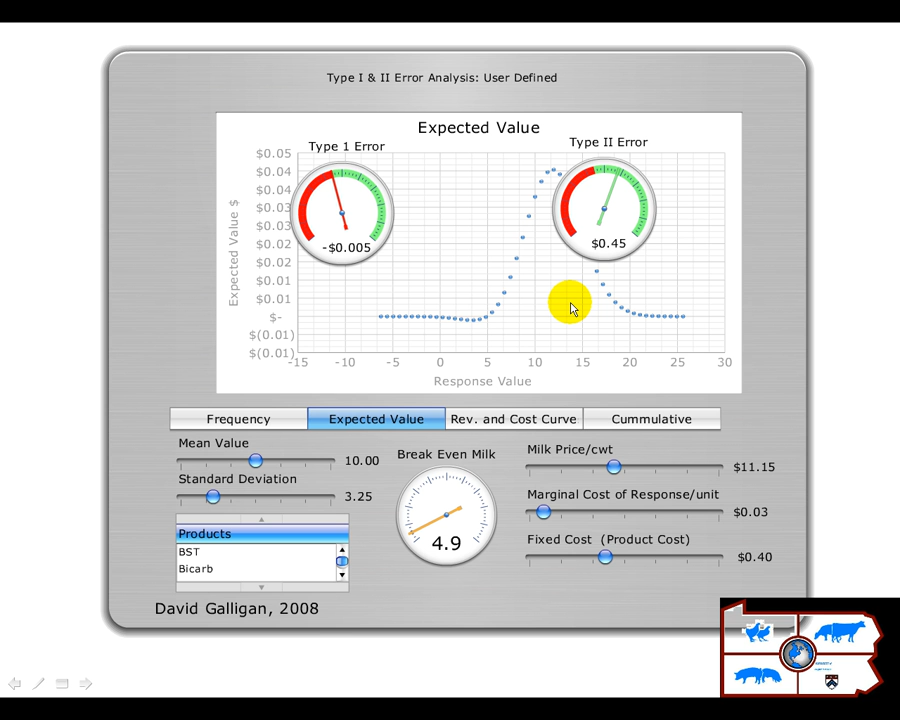 Type I & II Error Analysis: User Defined
Expected Value
Type 1 Error
Type II Error
$0.05
$0.04
$0.04
$0.03
$0.03
$0.02
$0.02
$0.01
$0.01
$-
$(0.01)
$(0.01)
Expected Value $
-$0.005
$0.45
-15 -10 -5 0 5 10 15 20 25 30
Response Value
Frequency Expected Value Rev. and Cost Curve Cummulative
Mean Value
10.00
Standard Deviation
3.25
Products
BST
Bicarb
Break Even Milk
4.9
Milk Price/cwt
$11.15
Marginal Cost of Response/unit
$0.03
Fixed Cost (Product Cost)
$0.40
David Galligan, 2008